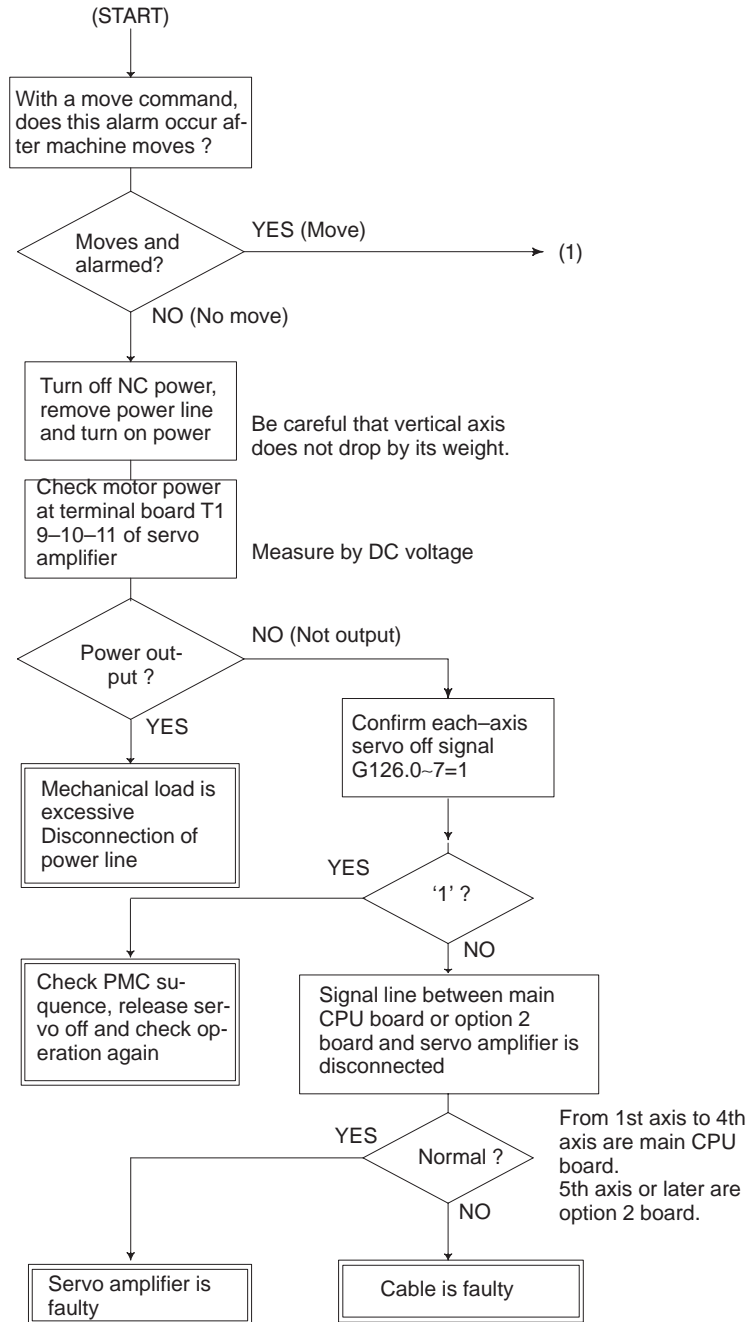 (START)
With a move command,
does this alarm occur af-
ter machine moves ?
Moves and
alarmed?
YES (Move)
(1)
NO (No move)
Turn off NC power,
remove power line
and turn on power
Be careful that vertical axis
does not drop by its weight.
Check motor power
at terminal board T1
9–10–11 of servo
amplifier
Measure by DC voltage
Power out-
put ?
NO (Not output)
YES
Confirm each–axis
servo off signal
G126.0~7=1
Mechanical load is
excessive
Disconnection of
power line
YES
‘1’ ?
NO
Check PMC su-
quence, release ser-
vo off and check op-
eration again
Signal line between main
CPU board or option 2
board and servo amplifier is
disconnected
From 1st axis to 4th
axis are main CPU
board.
5th axis or later are
option 2 board.
YES
Normal ?
NO
Servo amplifier is
faulty
Cable is faulty